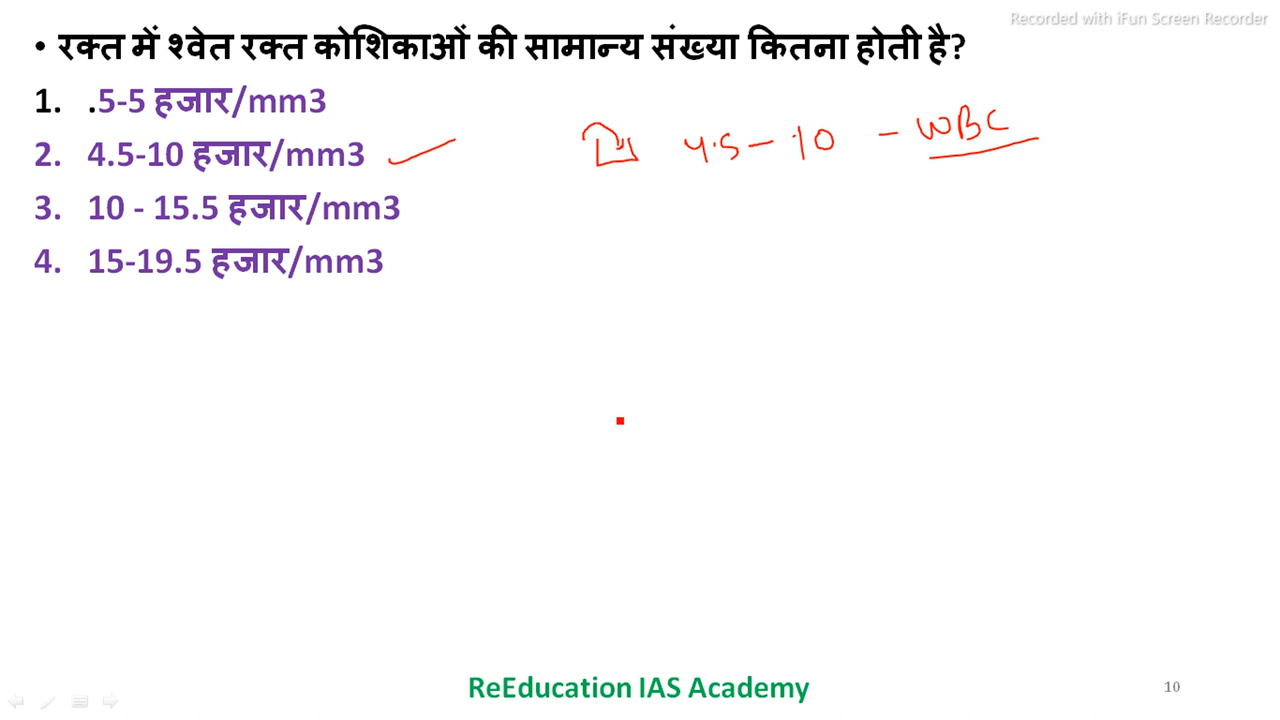 Recorded with iFun Screen Recorder
• रक्त में श्वेत रक्त कोशिकाओं की सामान्य संख्या कितना होती है?
1. .5-5 हजार/mm3
2. 4.5-10 हजार/mm3
4.5 - 10 - WBC
3. 10 - 15.5 हजार/mm3
4. 15-19.5 हजार/mm3
ReEducation IAS Academy
10